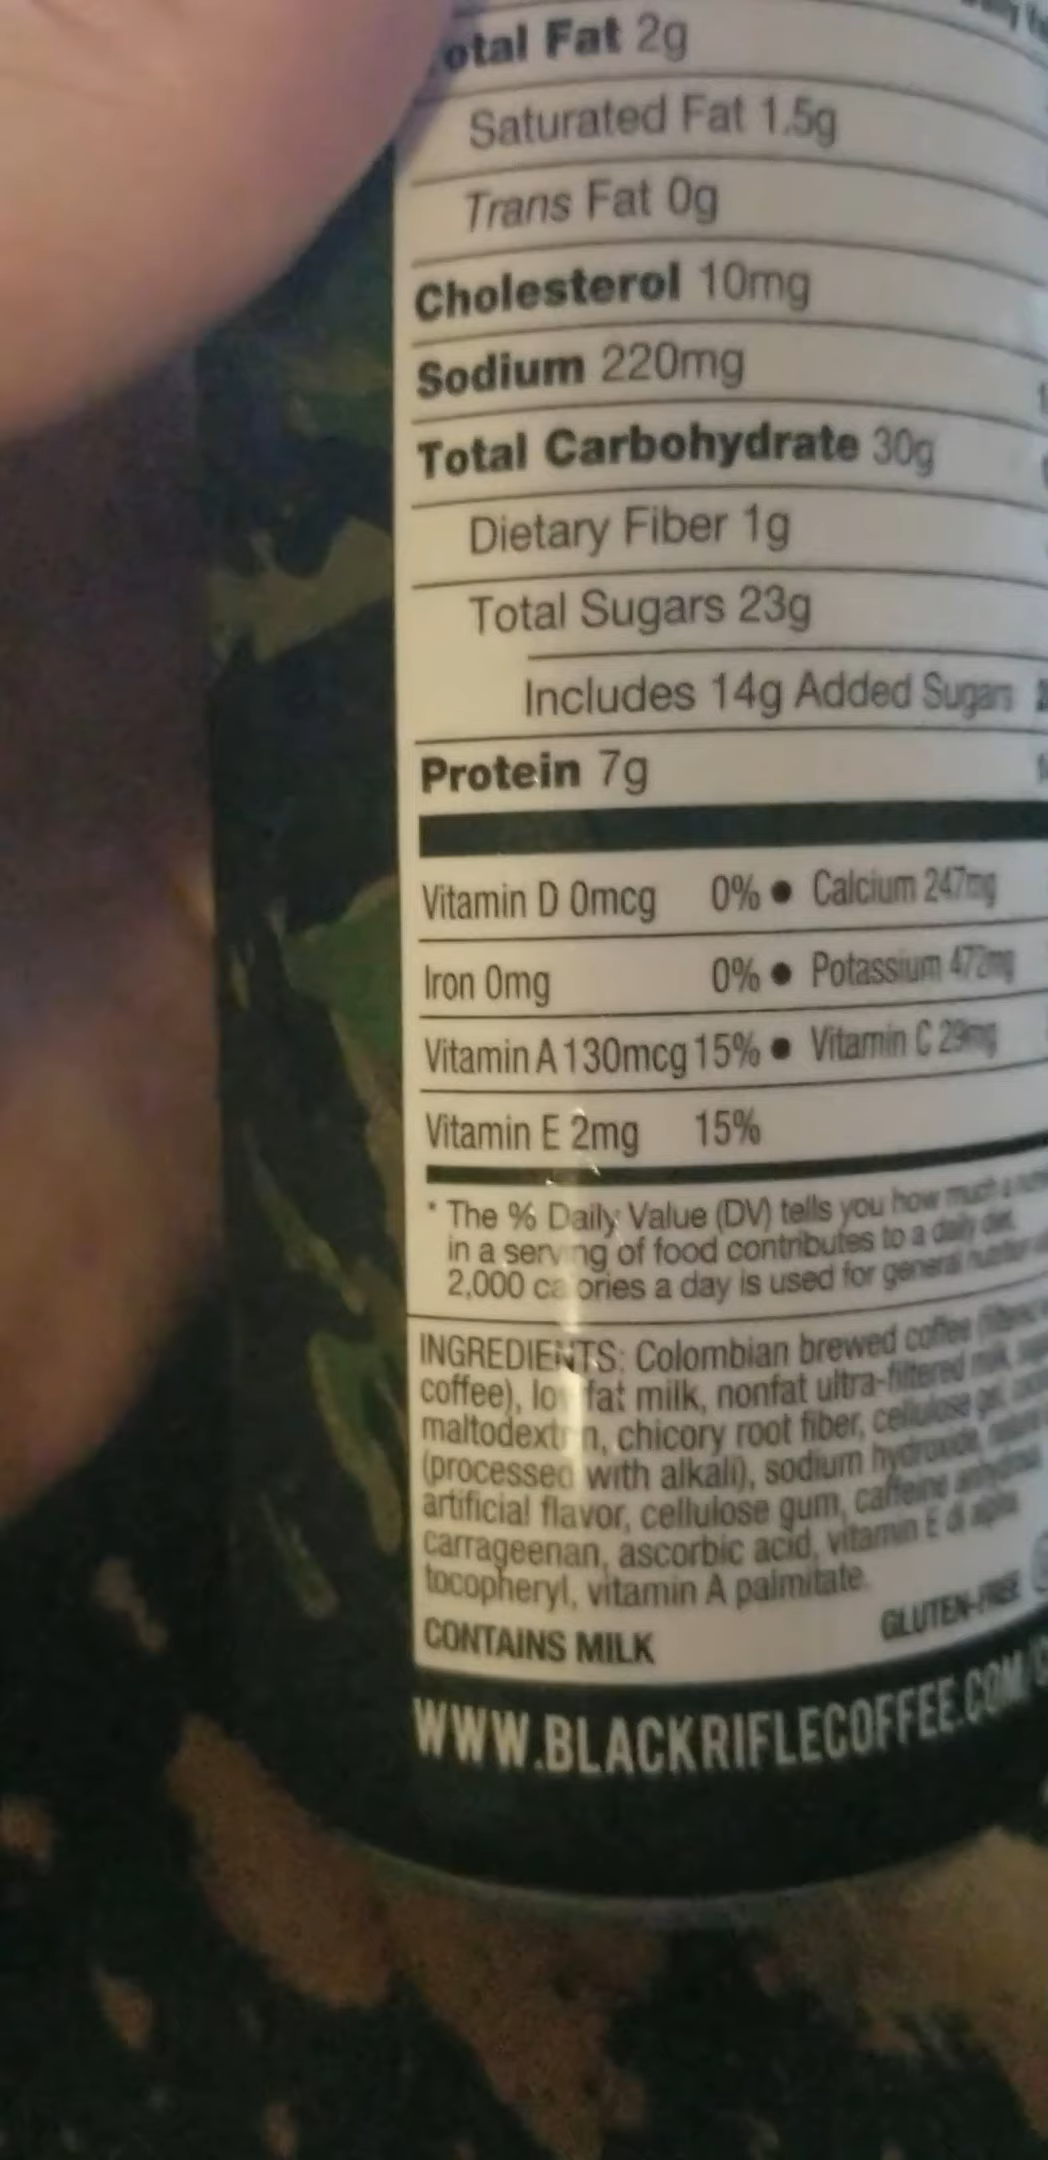 otal Fat 2g
Saturated Fat 1.5g
Trans Fat 0g
Cholesterol 10mg
Sodium 220mg
Total Carbohydrate 30g
Dietary Fiber 1g
Total Sugars 23g
Includes 14g Added Sugars
Protein 7g
Vitamin D 0mcg 0% • Calcium 247mg
Iron 0mg 0% • Potassium 472mg
Vitamin A 130mcg 15% • Vitamin C 29mg
Vitamin E 2mg 15%
* The % Daily Value (DV) tells you how much a
in a serving of food contributes to a daily diet.
2,000 calories a day is used for general
INGREDIENTS: Colombian brewed coffee
coffee), low fat milk, nonfat ultra-filtered milk,
maltodextrin, chicory root fiber, cellulose gel,
(processed with alkali), sodium hydroxide,
artificial flavor, cellulose gum, caffeine anhydrous
carrageenan, ascorbic acid, vitamin E dl alpha
tocopheryl, vitamin A palmitate.
CONTAINS MILK
GLUTEN-FREE
WWW.BLACKRIFLECOFFEE.COM/